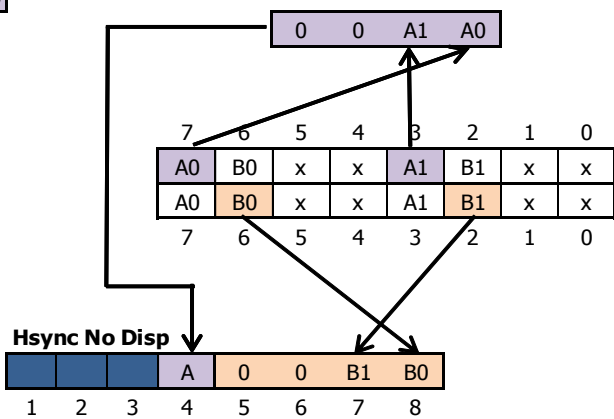 0 0 A1 A0
7 6 5 4 3 2 1 0
A0 B0 x x A1 B1 x x
A0 B0 x x A1 B1 x x
7 6 5 4 3 2 1 0
Hsync No Disp
A 0 0 B1 B0
1 2 3 4 5 6 7 8